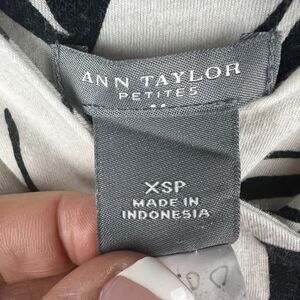 ANN TAYLOR
PETITES
XSP
MADE IN
INDONESIA